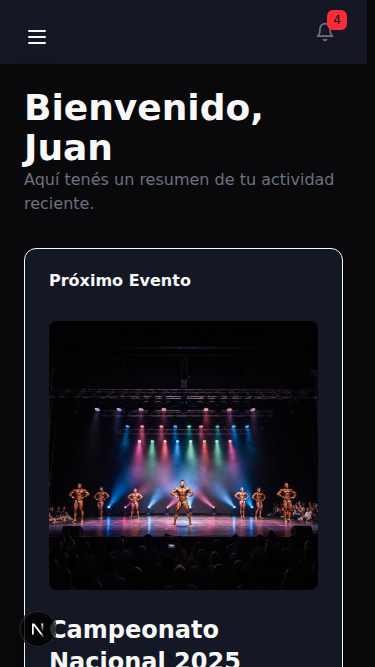 4
Bienvenido,
Juan
Aquí tenés un resumen de tu actividad
reciente.
Próximo Evento
N
Campeonato
Nacional 2025